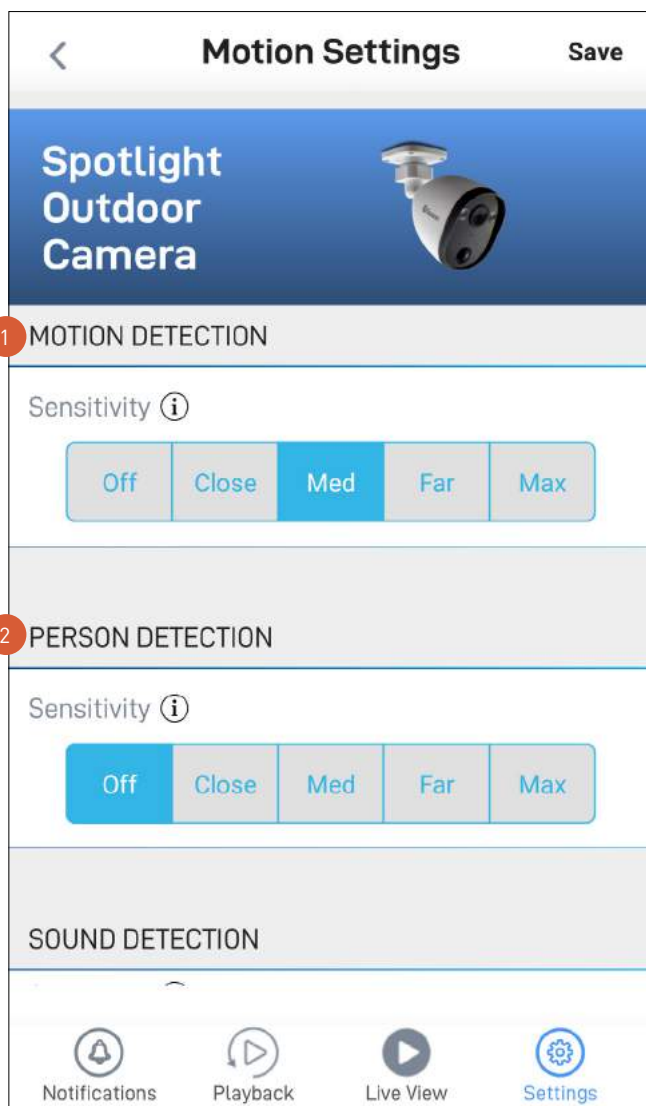 Motion Settings Save
Spotlight
Outdoor
Camera
1 MOTION DETECTION
Sensitivity i
Off Close Med Far Max
2 PERSON DETECTION
Sensitivity i
Off Close Med Far Max
SOUND DETECTION
Notifications Playback Live View Settings